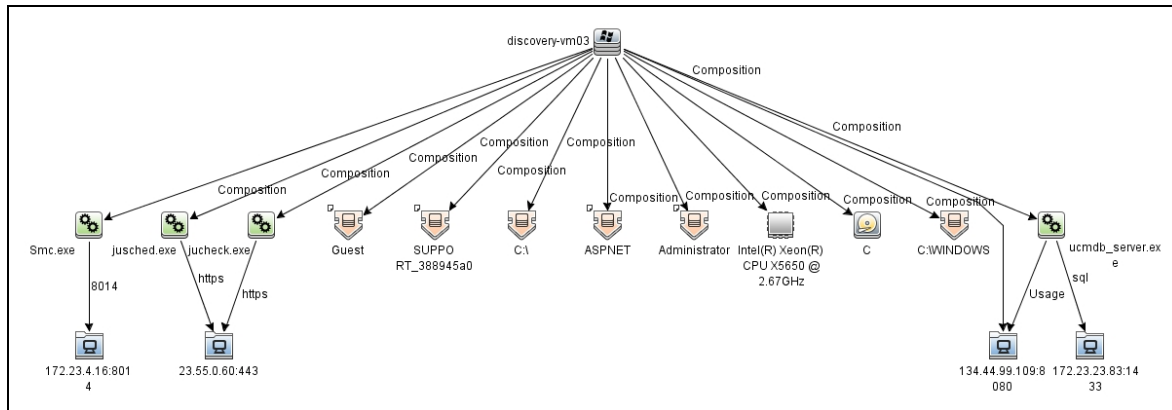 discovery-vm03
Composition
Composition
Composition
Composition
Composition
Composition
Composition
Composition
Composition
Composition
Composition
Composition
Smc.exe
jusched.exe
jucheck.exe
Guest
SUPPO
RT_388945a0
C:\
ASPNET
Administrator
Intel(R) Xeon(R)
CPU X5650 @
2.67GHz
C
C:\WINDOWS
ucmdb_server.ex
e
8014
https
https
Usage
sql
172.23.4.16:801
4
23.55.0.60:443
134.44.99.109:8
080
172.23.23.83:14
33